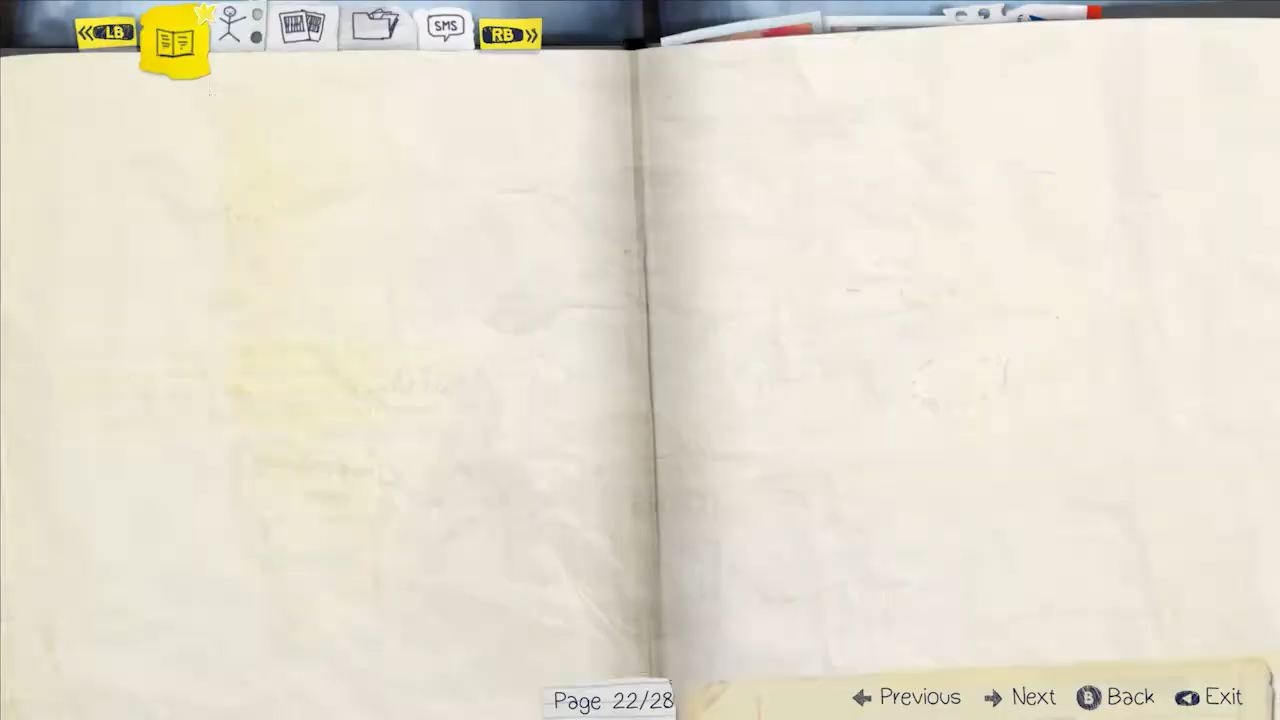 LB
SMS
RB
Page 22/28
Previous
Next
B Back
Exit